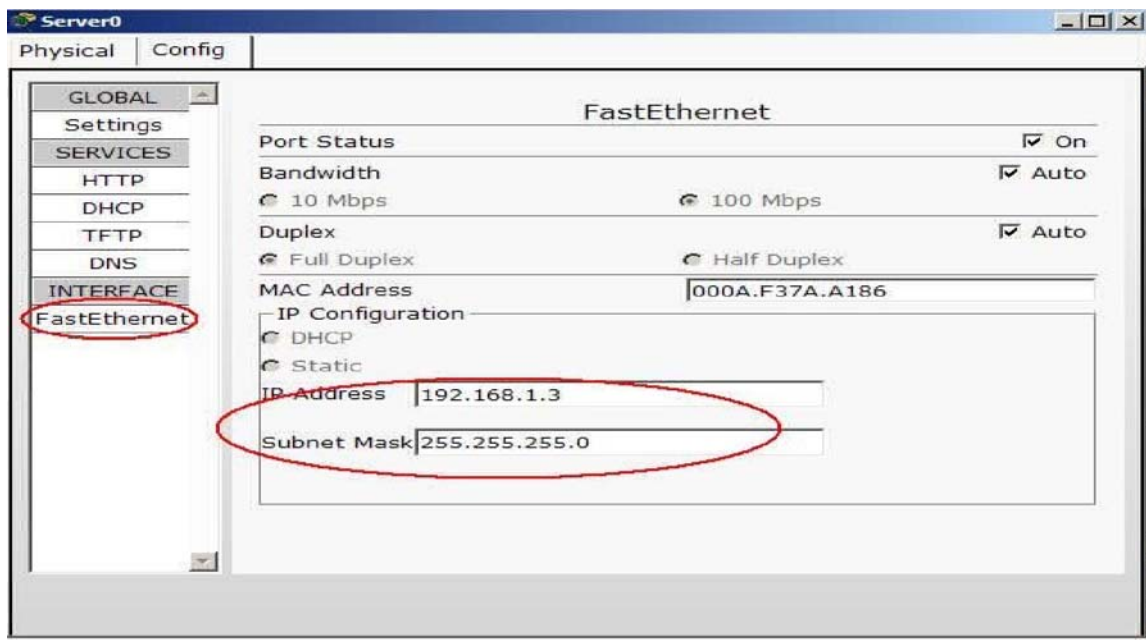 Server0
Physical Config
GLOBAL
Settings
SERVICES
HTTP
DHCP
TFTP
DNS
INTERFACE
FastEthernet
FastEthernet
Port Status On
Bandwidth Auto
10 Mbps 100 Mbps
Duplex Auto
Full Duplex Half Duplex
MAC Address 000A.F37A.A186
IP Configuration
DHCP
Static
IP Address 192.168.1.3
Subnet Mask 255.255.255.0